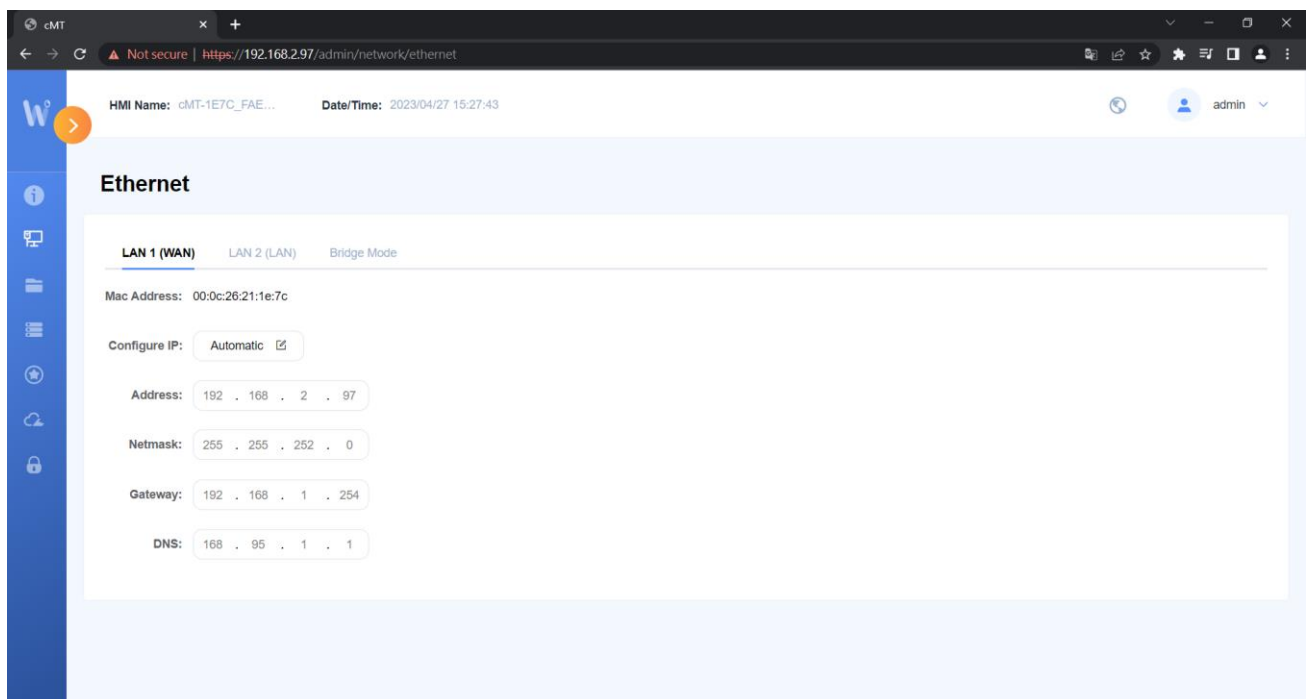 cMT
Not secure | https://192.168.2.97/admin/network/ethernet
HMI Name: cMT-1E7C_FAE... Date/Time: 2023/04/27 15:27:43 admin
Ethernet
LAN 1 (WAN) LAN 2 (LAN) Bridge Mode
Mac Address: 00:0c:26:21:1e:7c
Configure IP: Automatic
Address: 192 . 168 . 2 . 97
Netmask: 255 . 255 . 252 . 0
Gateway: 192 . 168 . 1 . 254
DNS: 168 . 95 . 1 . 1